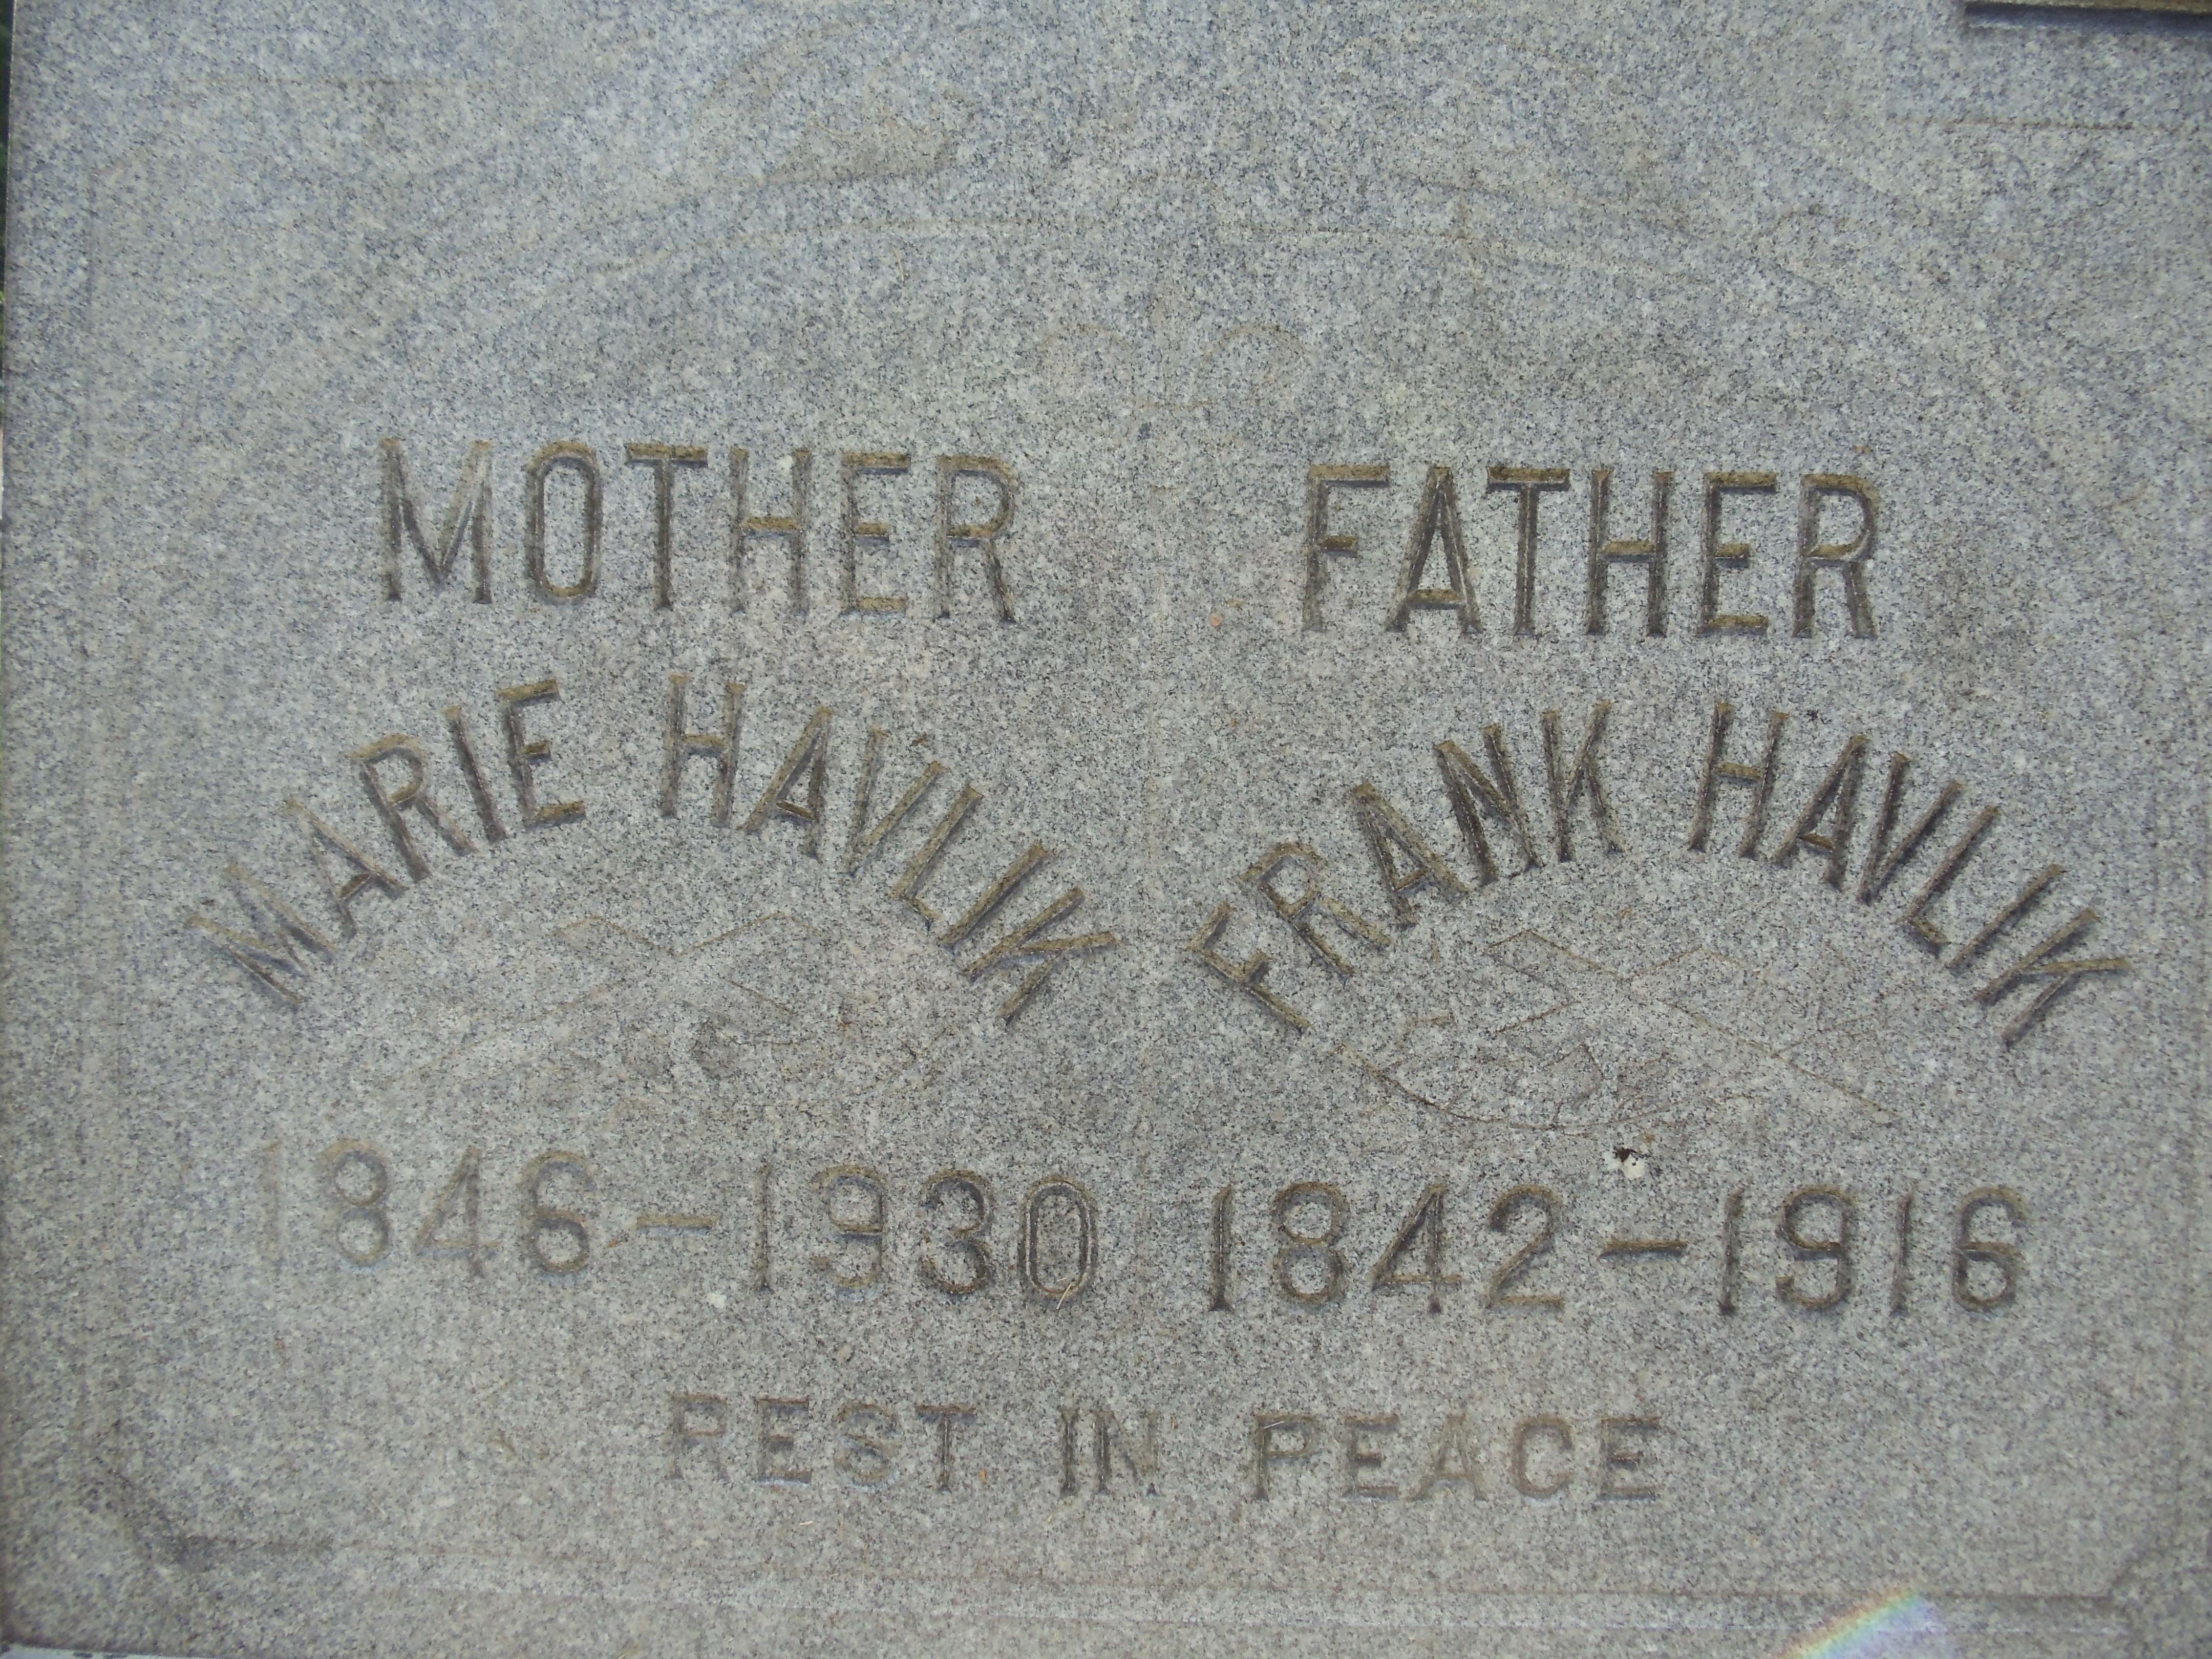 MOTHER FATHER
MARIE HAVLIK FRANK HAVLIK
1846-1930 1842-1916
REST IN PEACE